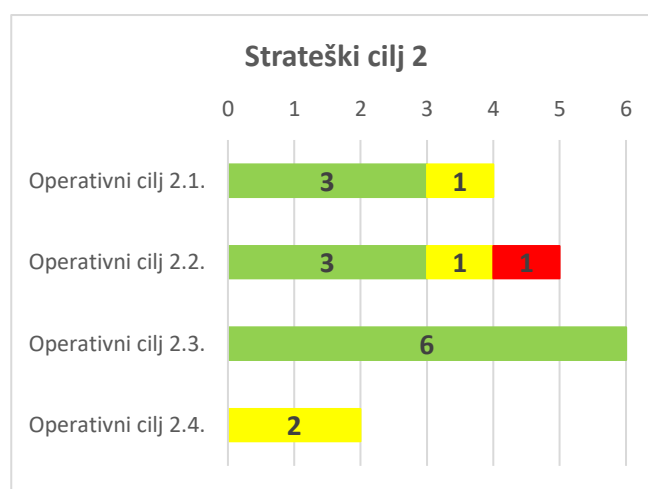 Strateški cilj 2
0 1 2 3 4 5 6
Operativni cilj 2.1. 3 1
Operativni cilj 2.2. 3 1 1
Operativni cilj 2.3. 6
Operativni cilj 2.4. 2